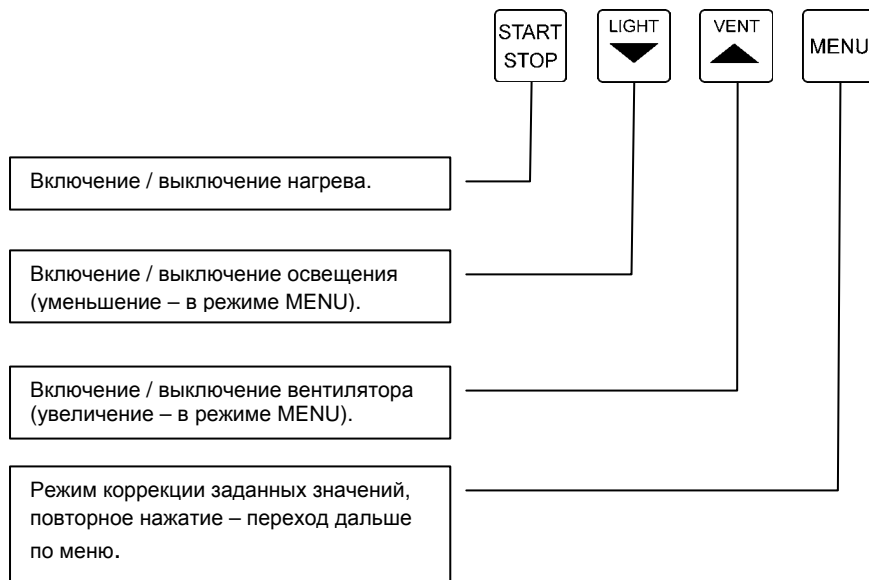 START
STOP
LIGHT
VENT
MENU
Включение / выключение нагрева.
Включение / выключение освещения
(уменьшение – в режиме MENU).
Включение / выключение вентилятора
(увеличение – в режиме MENU).
Режим коррекции заданных значений,
повторное нажатие – переход дальше
по меню.